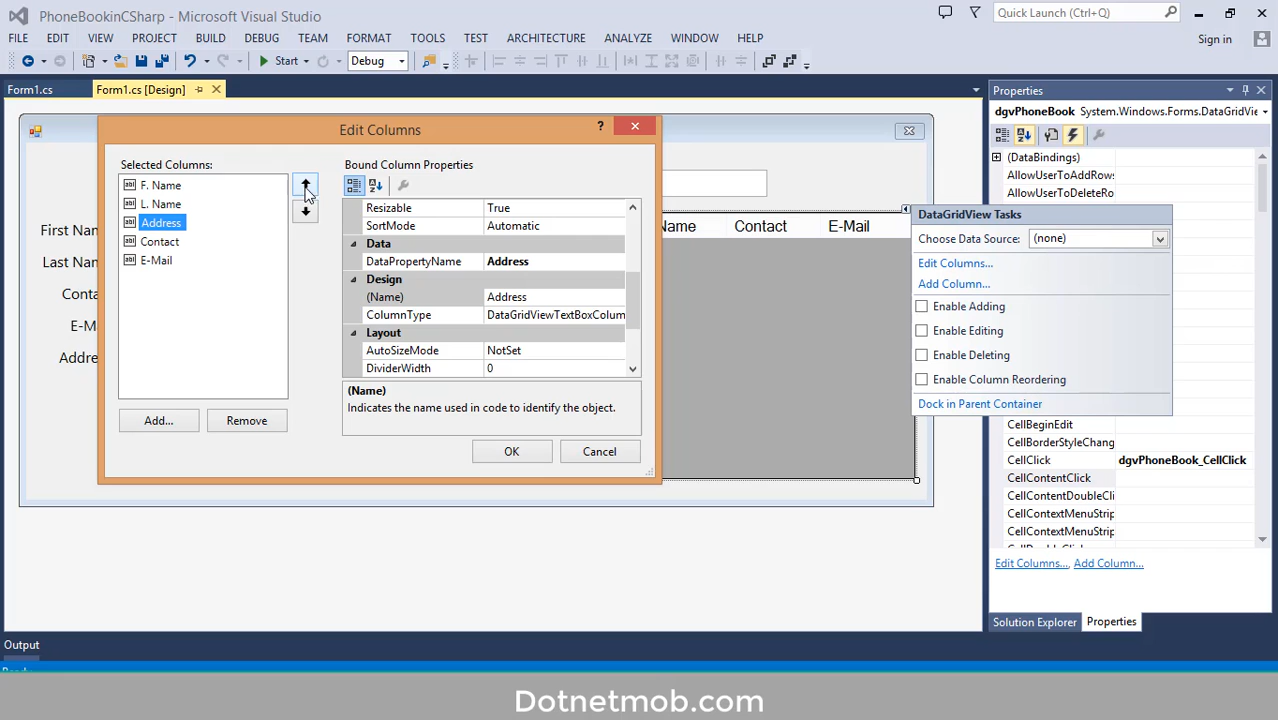 PhoneBookinCSharp - Microsoft Visual Studio
Quick Launch (Ctrl+Q)
FILE EDIT VIEW PROJECT BUILD DEBUG TEAM FORMAT TOOLS TEST ARCHITECTURE ANALYZE WINDOW HELP
Sign in
Start
Debug
Form1.cs
Form1.cs [Design]
Edit Columns
?
Selected Columns:
F. Name
L. Name
Address
Contact
E-Mail
Add...
Remove
Bound Column Properties
Resizable True
SortMode Automatic
Data
DataPropertyName Address
Design
(Name) Address
ColumnType DataGridViewTextBoxColum
Layout
AutoSizeMode NotSet
DividerWidth 0
(Name)
Indicates the name used in code to identify the object.
OK
Cancel
First Nam
Last Nam
Conta
E-M
Addre
Name Contact E-Mail
DataGridView Tasks
Choose Data Source: (none)
Edit Columns...
Add Column...
Enable Adding
Enable Editing
Enable Deleting
Enable Column Reordering
Dock in Parent Container
Properties
dgvPhoneBook System.Windows.Forms.DataGridVie
(DataBindings)
AllowUserToAddRows
AllowUserToDeleteRo
CellBeginEdit
CellBorderStyleChang
CellClick dgvPhoneBook_CellClick
CellContentClick
CellContentDoubleCli
CellContextMenuStrip
CellContextMenuStrip
Edit Columns..., Add Column...
Solution Explorer
Properties
Output
Dotnetmob.com